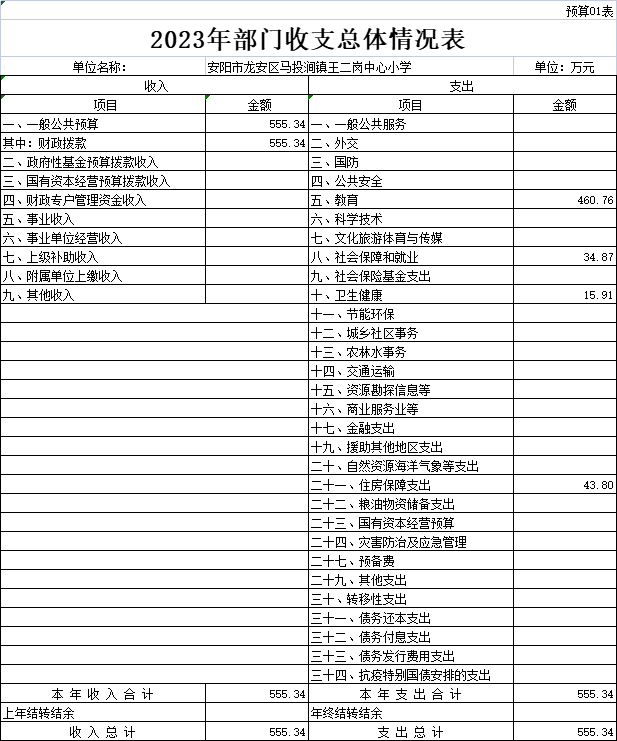 预算01表
2023年部门收支总体情况表
单位名称： 安阳市龙安区马投涧镇王二岗中心小学 单位：万元
收入 支出
项目 金额 项目 金额
一、一般公共预算 555.34 一、一般公共服务
其中：财政拨款 555.34 二、外交
二、政府性基金预算拨款收入 三、国防
三、国有资本经营预算拨款收入 四、公共安全
四、财政专户管理资金收入 五、教育 460.76
五、事业收入 六、科学技术
六、事业单位经营收入 七、文化旅游体育与传媒
七、上级补助收入 八、社会保障和就业 34.87
八、附属单位上缴收入 九、社会保险基金支出
九、其他收入 十、卫生健康 15.91
十一、节能环保
十二、城乡社区事务
十三、农林水事务
十四、交通运输
十五、资源勘探信息等
十六、商业服务业等
十七、金融支出
十九、援助其他地区支出
二十、自然资源海洋气象等支出
二十一、住房保障支出 43.80
二十二、粮油物资储备支出
二十三、国有资本经营预算
二十四、灾害防治及应急管理
二十七、预备费
二十九、其他支出
三十、转移性支出
三十一、债务还本支出
三十二、债务付息支出
三十三、债务发行费用支出
三十四、抗疫特别国债安排的支出
本年收入合计 555.34 本年支出合计 555.34
上年结转结余 年终结转结余
收入总计 555.34 支出总计 555.34